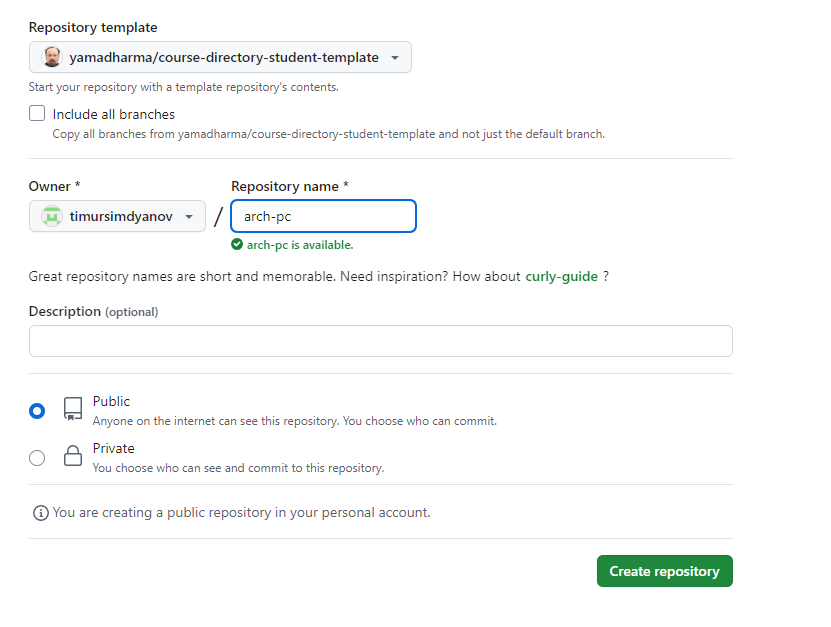 Repository template
yamadharma/course-directory-student-template
Start your repository with a template repository's contents.
Include all branches
Copy all branches from yamadharma/course-directory-student-template and not just the default branch.
Owner * Repository name *
timursimdyanov / arch-pc
arch-pc is available.
Great repository names are short and memorable. Need inspiration? How about curly-guide ?
Description (optional)
Public
Anyone on the internet can see this repository. You choose who can commit.
Private
You choose who can see and commit to this repository.
You are creating a public repository in your personal account.
Create repository